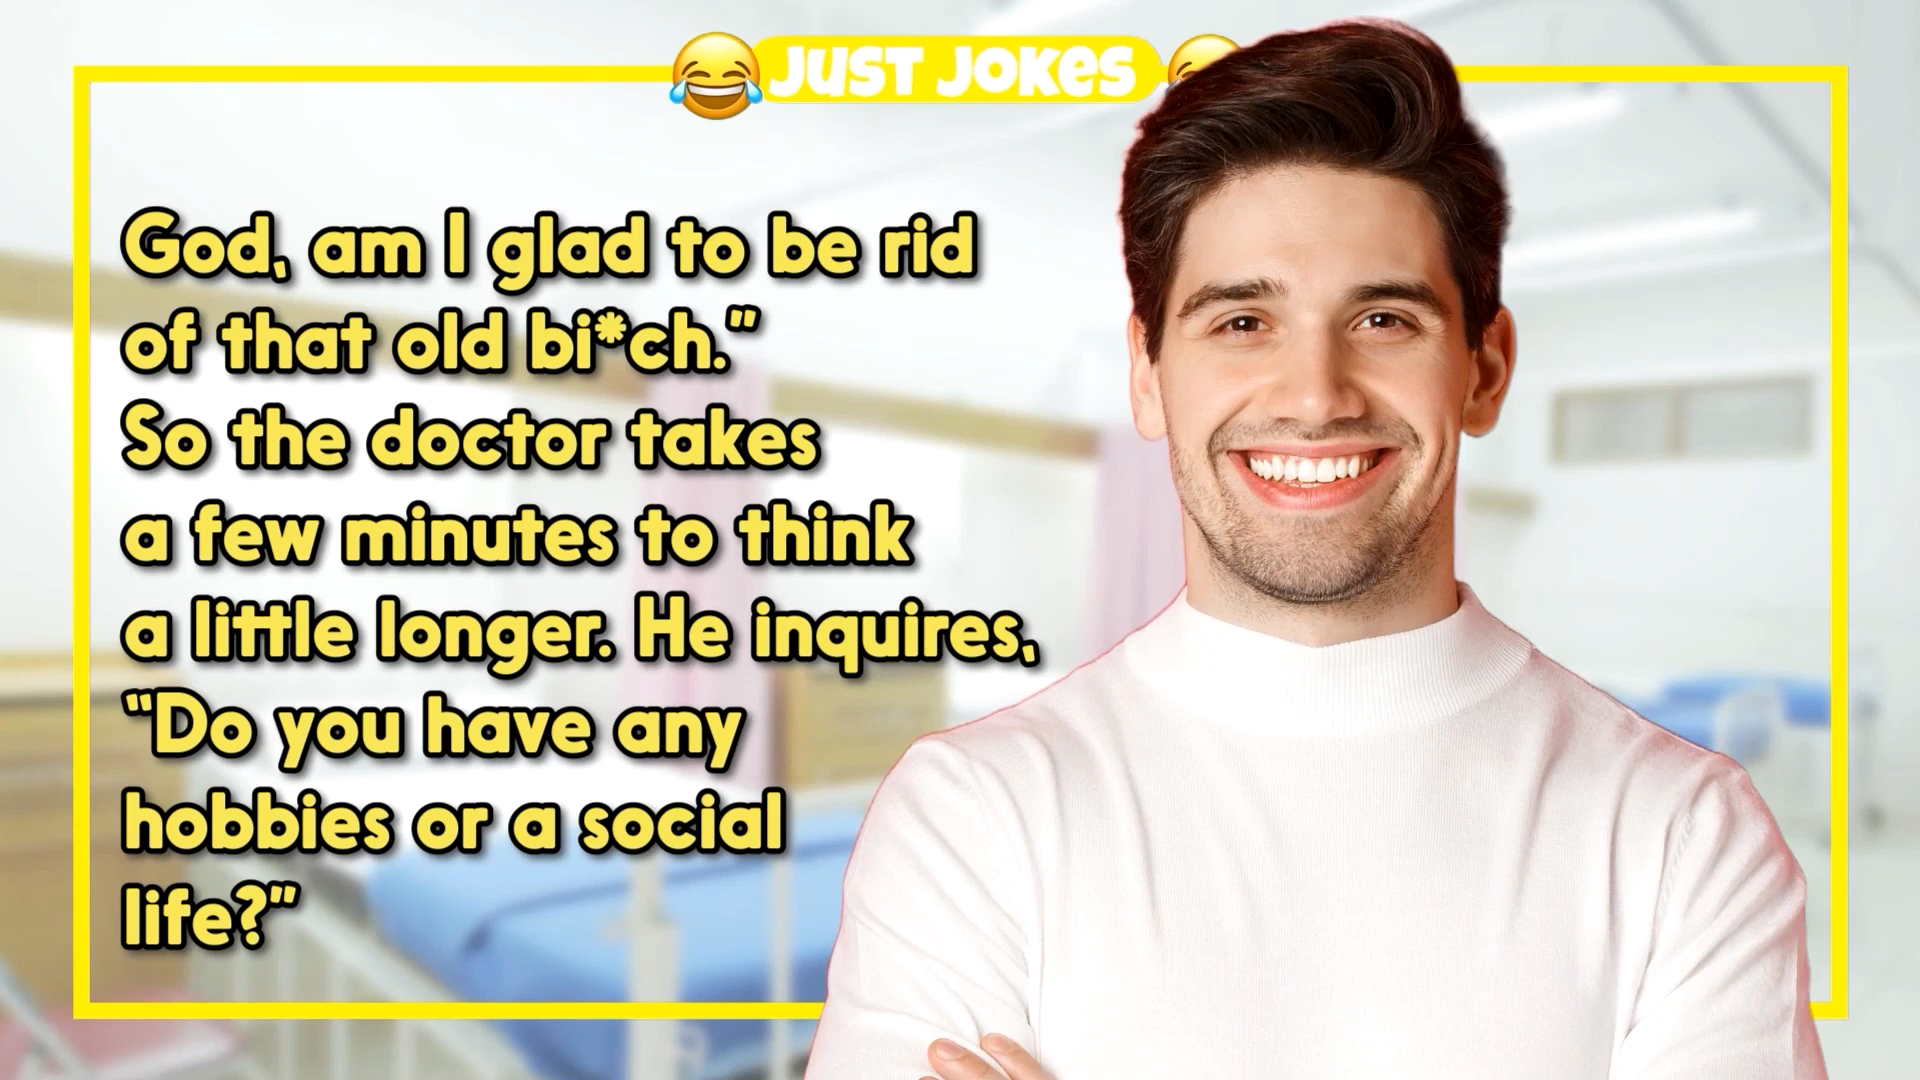 JUST JOKES
God, am I glad to be rid
of that old bi*ch."
So the doctor takes
a few minutes to think
a little longer. He inquires,
"Do you have any
hobbies or a social
life?"